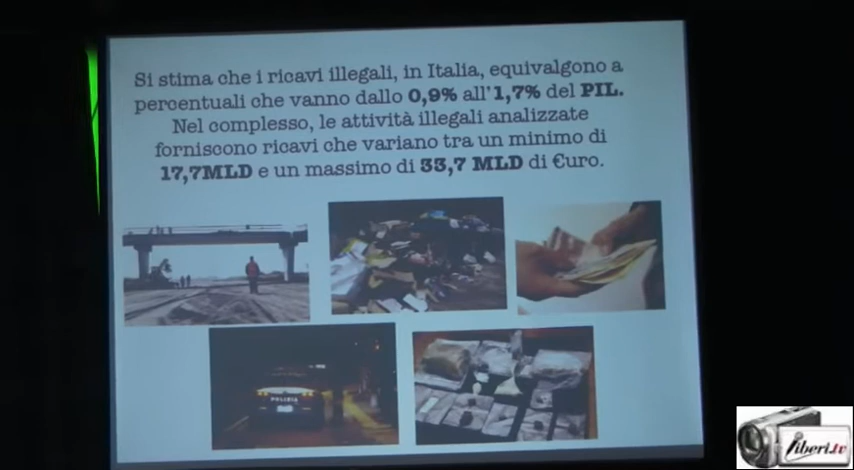 Si stima che i ricavi illegali, in Italia, equivalgono a
percentuali che vanno dallo 0,9% all'1,7% del PIL.
Nel complesso, le attività illegali analizzate
forniscono ricavi che variano tra un minimo di
17,7MLD e un massimo di 33,7 MLD di €uro.
POLIZIA
liberi.tv